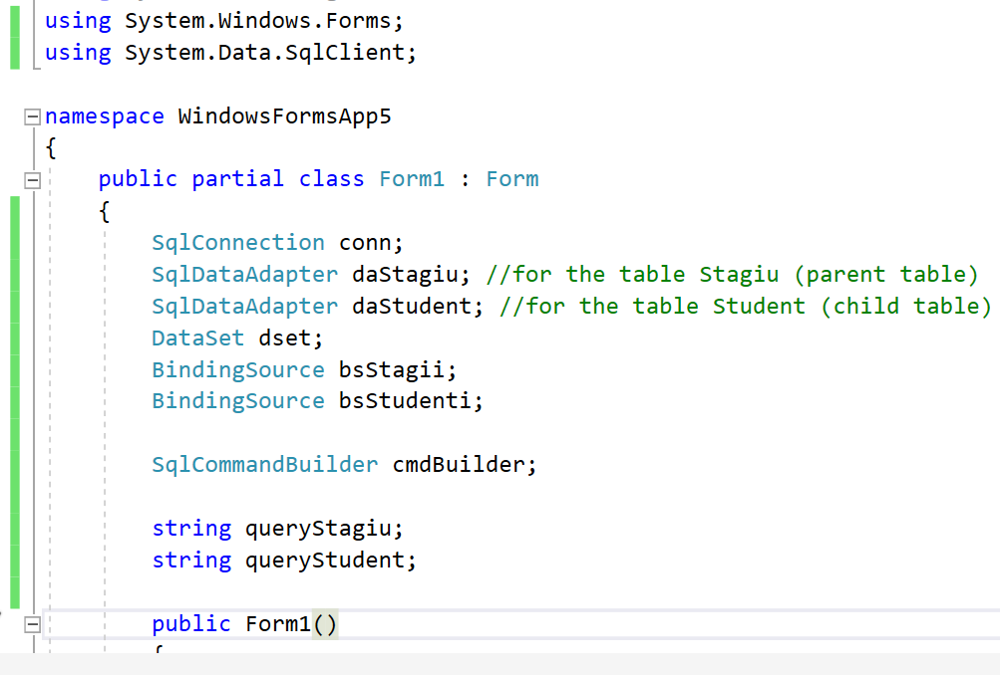 using System.Windows.Forms;
using System.Data.SqlClient;
namespace WindowsFormsApp5
{
public partial class Form1 : Form
{
SqlConnection conn;
SqlDataAdapter daStagiu; //for the table Stagiu (parent table)
SqlDataAdapter daStudent; //for the table Student (child table)
DataSet dset;
BindingSource bsStagii;
BindingSource bsStudenti;
SqlCommandBuilder cmdBuilder;
string queryStagiu;
string queryStudent;
public Form1()
{